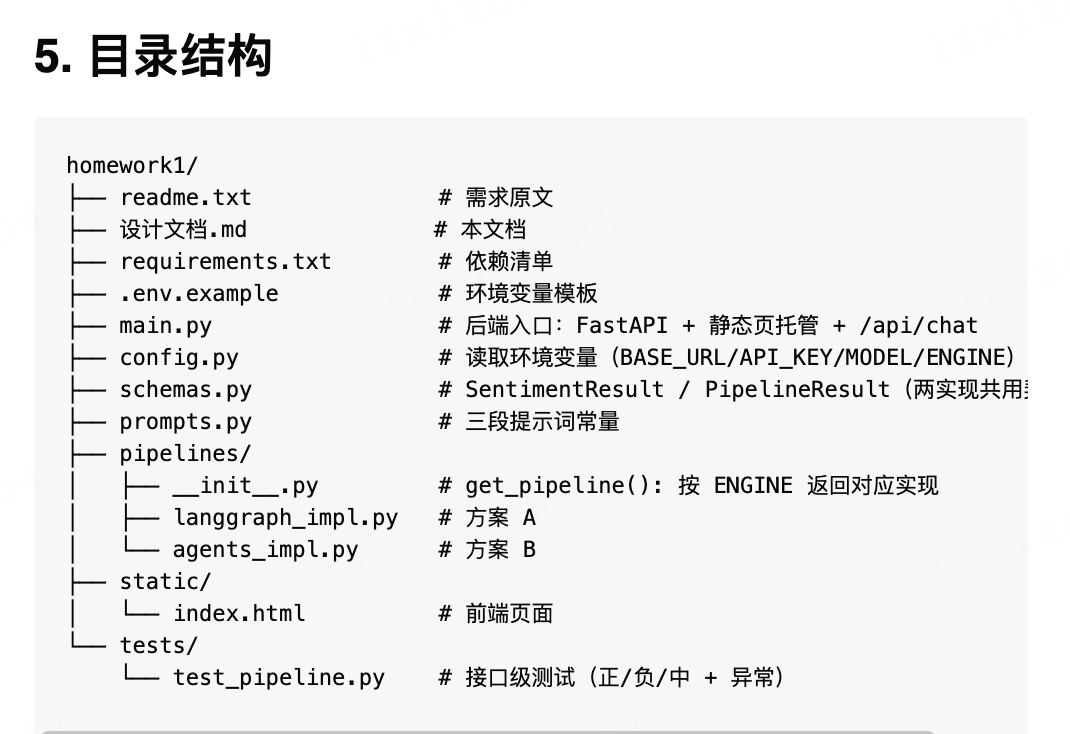 5. 目录结构
homework1/
├── readme.txt # 需求原文
├── 设计文档.md # 本文档
├── requirements.txt # 依赖清单
├── .env.example # 环境变量模板
├── main.py # 后端入口：FastAPI + 静态页托管 + /api/chat
├── config.py # 读取环境变量（BASE_URL/API_KEY/MODEL/ENGINE）
├── schemas.py # SentimentResult / PipelineResult（两实现共用
├── prompts.py # 三段提示词常量
├── pipelines/
│   ├── __init__.py # get_pipeline(): 按 ENGINE 返回对应实现
│   ├── langgraph_impl.py # 方案 A
│   └── agents_impl.py # 方案 B
├── static/
│   └── index.html # 前端页面
└── tests/
    └── test_pipeline.py # 接口级测试（正/负/中 + 异常）